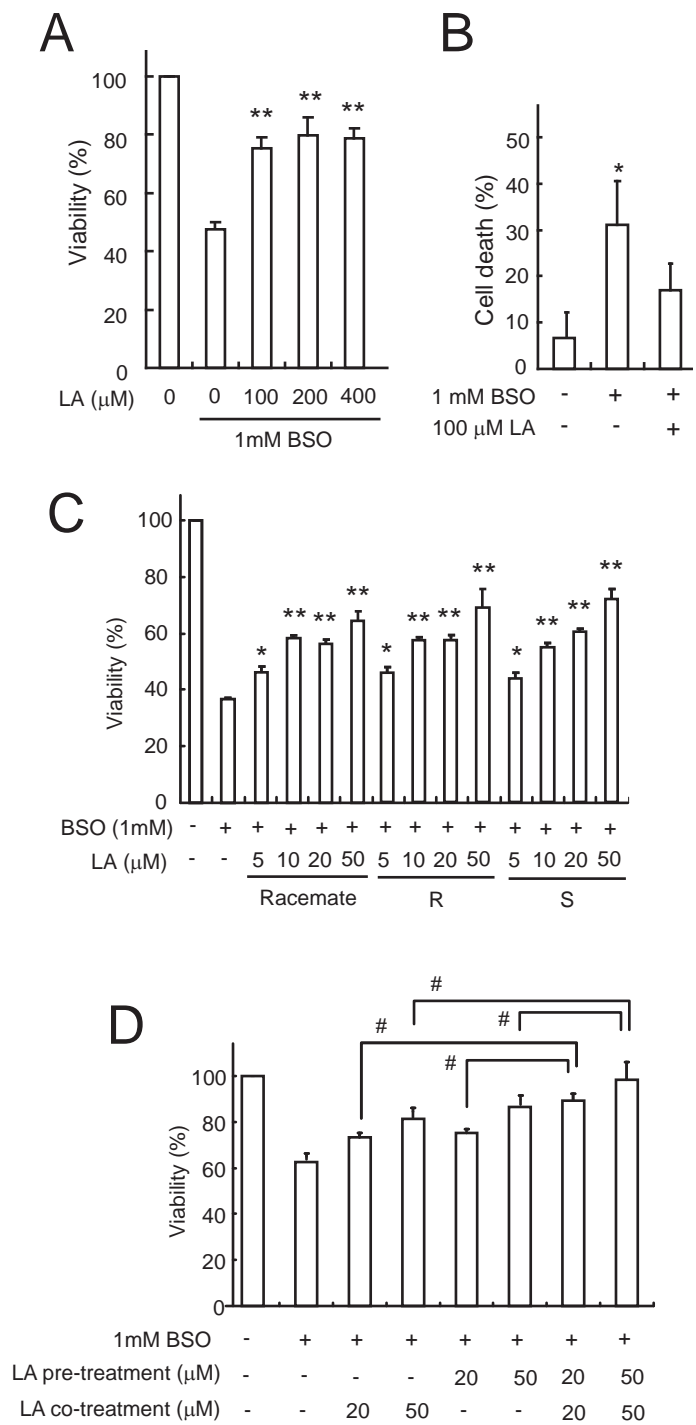 A
100
80
60
40
20
0
Viability (%)
** ** **
LA (µM) 0 0 100 200 400
1mM BSO
B
50
40
30
20
10
0
Cell death (%)
*
1 mM BSO - + +
100 µM LA - - +
C
100
80
60
40
20
0
Viability (%)
* ** ** ** * ** ** ** * ** ** **
BSO (1mM) - + + + + + + + + + + + + +
LA (µM) - - 5 10 20 50 5 10 20 50 5 10 20 50
Racemate R S
D
# # # #
100
80
60
40
20
0
Viability (%)
1mM BSO - + + + + + + +
LA pre-treatment (µM) - - - - 20 50 20 50
LA co-treatment (µM) - - 20 50 - - 20 50